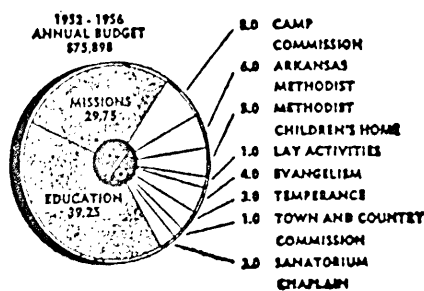 1952 - 1956
ANNUAL BUDGET
$75,898
MISSIONS
29.75
EDUCATION
39.25
8.0 CAMP
COMMISSION
6.0 ARKANSAS
METHODIST
5.0 METHODIST
CHILDREN'S HOME
1.0 LAY ACTIVITIES
4.0 EVANGELISM
3.0 TEMPERANCE
1.0 TOWN AND COUNTRY
COMMISSION
3.0 SANATORIUM
CHAPLAIN